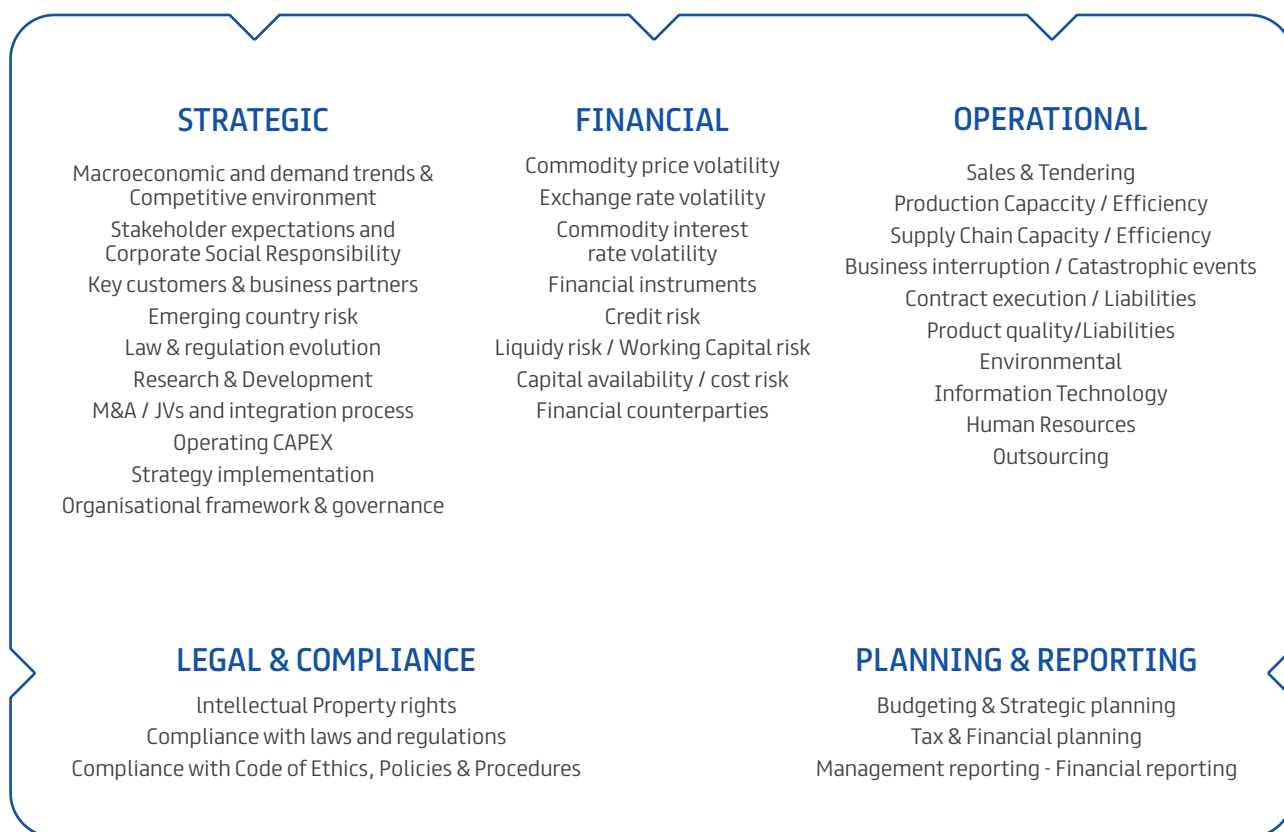 STRATEGIC
Macroeconomic and demand trends &
Competitive environment
Stakeholder expectations and
Corporate Social Responsibility
Key customers & business partners
Emerging country risk
Law & regulation evolution
Research & Development
M&A / JVs and integration process
Operating CAPEX
Strategy implementation
Organisational framework & governance
FINANCIAL
Commodity price volatility
Exchange rate volatility
Commodity interest
rate volatility
Financial instruments
Credit risk
Liquidy risk / Working Capital risk
Capital availability / cost risk
Financial counterparties
OPERATIONAL
Sales & Tendering
Production Capaccity / Efficiency
Supply Chain Capacity / Efficiency
Business interruption / Catastrophic events
Contract execution / Liabilities
Product quality/Liabilities
Environmental
Information Technology
Human Resources
Outsourcing
LEGAL & COMPLIANCE
Intellectual Property rights
Compliance with laws and regulations
Compliance with Code of Ethics, Policies & Procedures
PLANNING & REPORTING
Budgeting & Strategic planning
Tax & Financial planning
Management reporting - Financial reporting